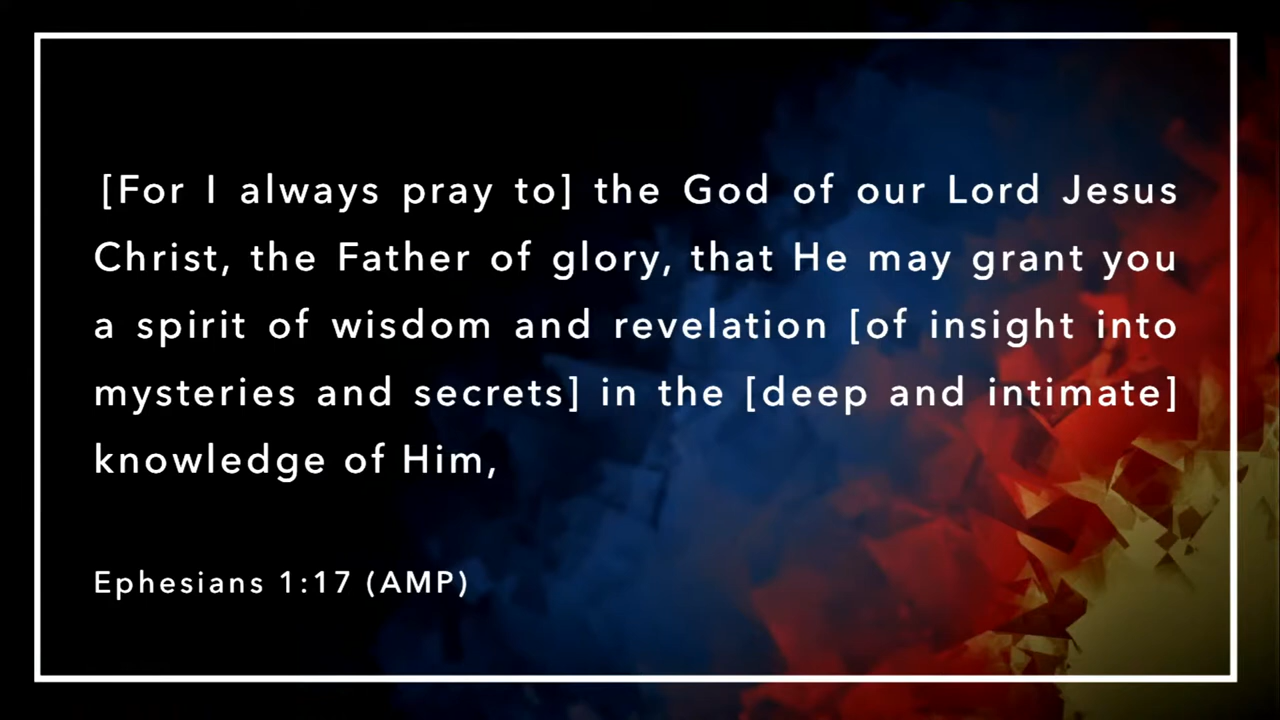 [For I always pray to] the God of our Lord Jesus
Christ, the Father of glory, that He may grant you
a spirit of wisdom and revelation [of insight into
mysteries and secrets] in the [deep and intimate]
knowledge of Him,
Ephesians 1:17 (AMP)